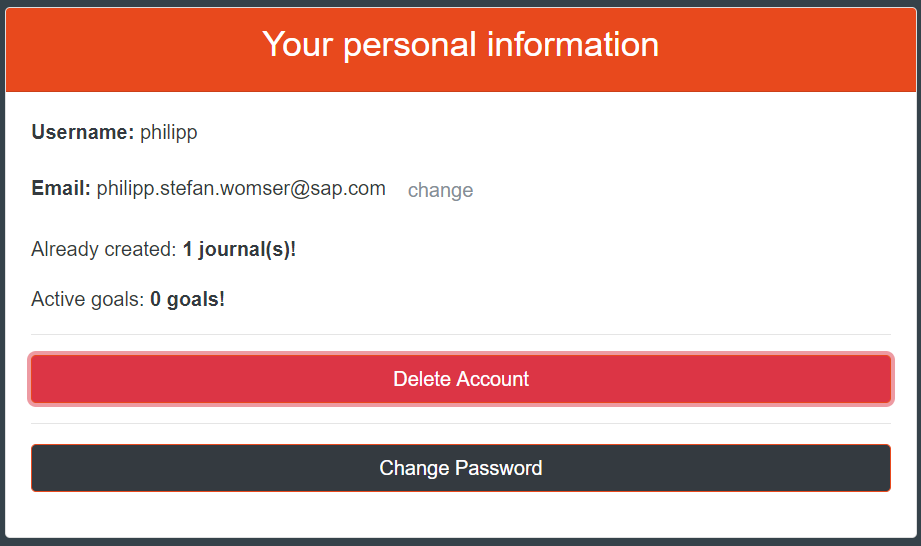 Your personal information
Username: philipp
Email: philipp.stefan.womser@sap.com change
Already created: 1 journal(s)!
Active goals: 0 goals!
Delete Account
Change Password